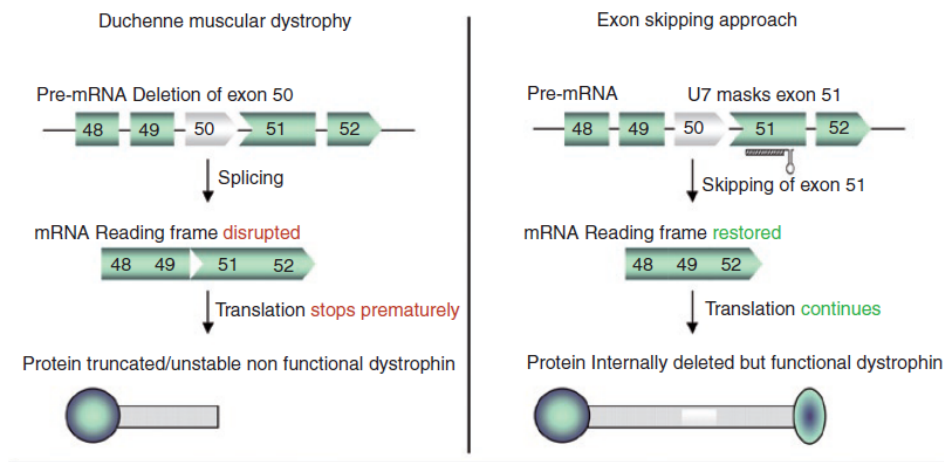 Duchenne muscular dystrophy
Pre-mRNA Deletion of exon 50
48 49 50 51 52
Splicing
mRNA Reading frame disrupted
48 49 51 52
Translation stops prematurely
Protein truncated/unstable non functional dystrophin
Exon skipping approach
Pre-mRNA U7 masks exon 51
48 49 50 51 52
Skipping of exon 51
mRNA Reading frame restored
48 49 52
Translation continues
Protein Internally deleted but functional dystrophin